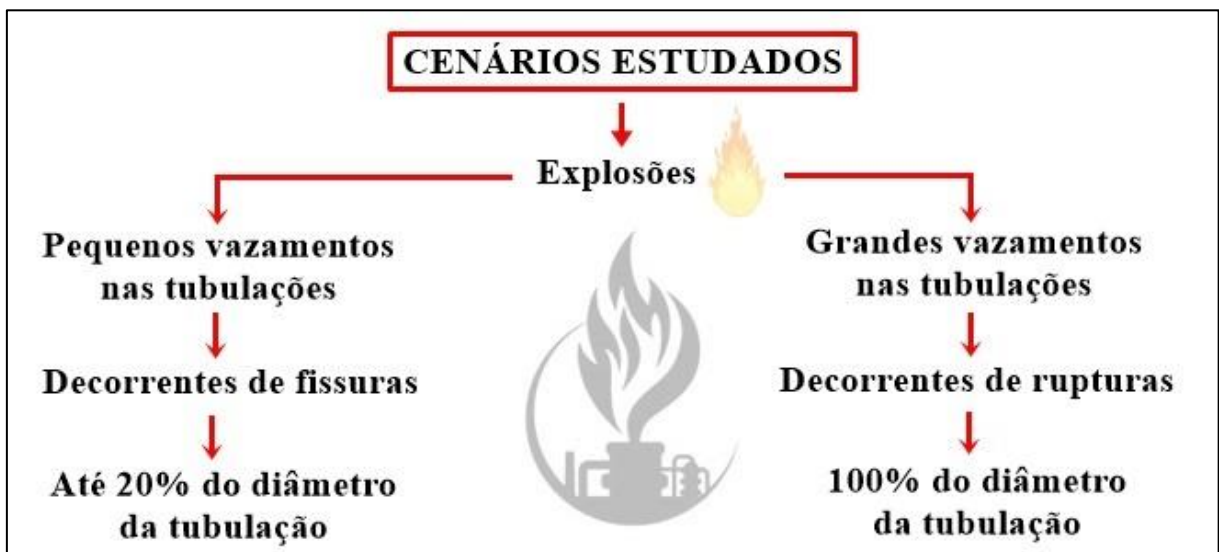 CENÁRIOS ESTUDADOS
Explosões
Pequenos vazamentos
nas tubulações
Decorrentes de fissuras
Até 20% do diâmetro
da tubulação
Grandes vazamentos
nas tubulações
Decorrentes de rupturas
100% do diâmetro
da tubulação